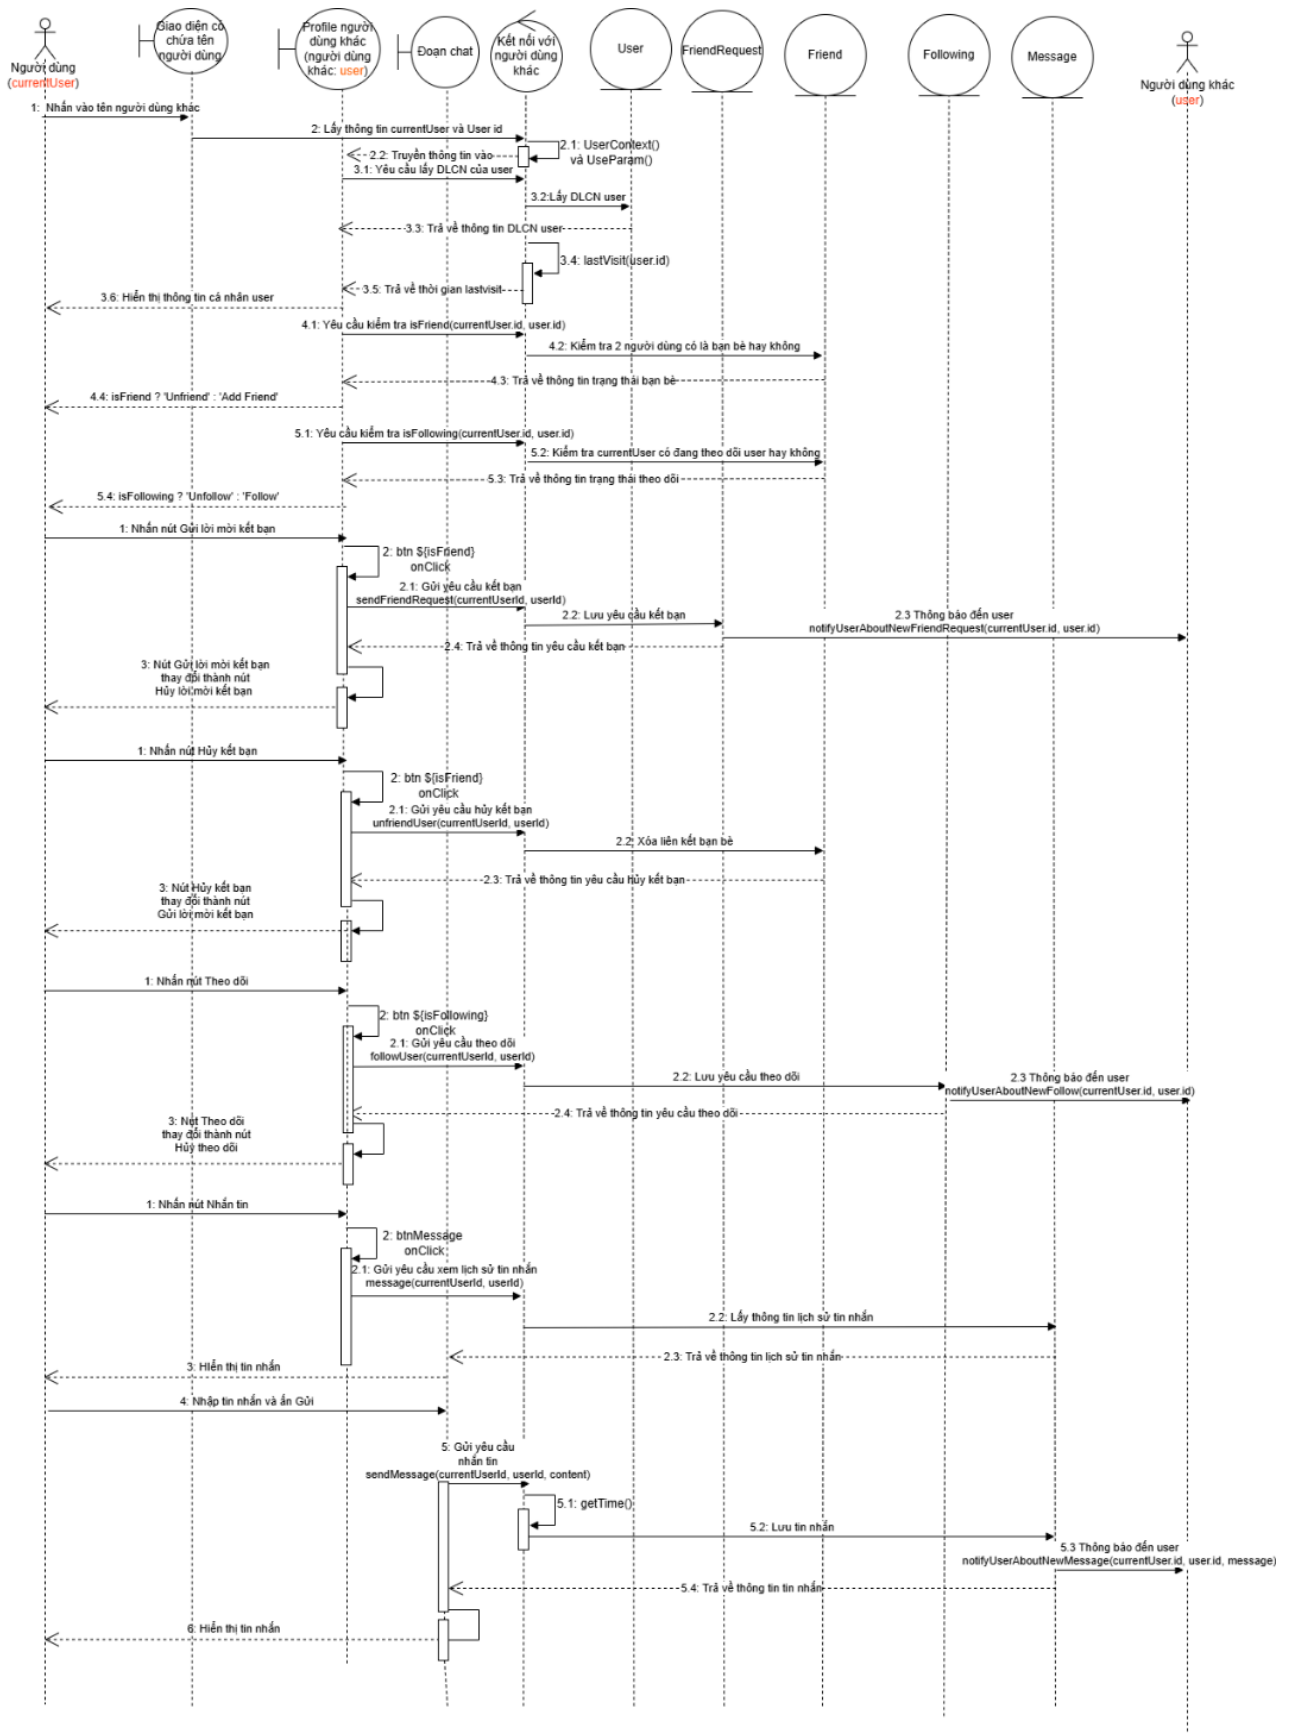 Giao diện có
chứa tên
người dùng
Profile người
dùng khác
(người dùng
khác: user)
Đoạn chat
Kết nối với
người dùng
khác
User
FriendRequest
Friend
Following
Message
Người dùng
(currentUser)
Người dùng khác
(user)
1: Nhấn vào tên người dùng khác
2: Lấy thông tin currentUser và User id
2.1: UserContext()
và UseParam()
2.2: Truyền thông tin vào
3.1: Yêu cầu lấy DLCN của user
3.2:Lấy DLCN user
3.3: Trả về thông tin DLCN user
3.4: lastVisit(user.id)
3.5: Trả về thời gian lastvisit
3.6: Hiển thị thông tin cá nhân user
4.1: Yêu cầu kiểm tra isFriend(currentUser.id, user.id)
4.2: Kiểm tra 2 người dùng có là bạn bè hay không
4.3: Trả về thông tin trạng thái bạn bè
4.4: isFriend ? 'Unfriend' : 'Add Friend'
5.1: Yêu cầu kiểm tra isFollowing(currentUser.id, user.id)
5.2: Kiểm tra currentUser có đang theo dõi user hay không
5.3: Trả về thông tin trạng thái theo dõi
5.4: isFollowing ? 'Unfollow' : 'Follow'
1: Nhấn nút Gửi lời mời kết bạn
2: btn ${isFriend}
onClick
2.1: Gửi yêu cầu kết bạn
sendFriendRequest(currentUserId, userId)
2.2: Lưu yêu cầu kết bạn
2.3 Thông báo đến user
notifyUserAboutNewFriendRequest(currentUser.id, user.id)
2.4: Trả về thông tin yêu cầu kết bạn
3: Nút Gửi lời mời kết bạn
thay đổi thành nút
Hủy lời mời kết bạn
1: Nhấn nút Hủy kết bạn
2: btn ${isFriend}
onClick
2.1: Gửi yêu cầu hủy kết bạn
unfriendUser(currentUserId, userId)
2.2: Xóa liên kết bạn bè
2.3: Trả về thông tin yêu cầu hủy kết bạn
3: Nút Hủy kết bạn
thay đổi thành nút
Gửi lời mời kết bạn
1: Nhấn nút Theo dõi
2: btn ${isFollowing}
onClick
2.1: Gửi yêu cầu theo dõi
followUser(currentUserId, userId)
2.2: Lưu yêu cầu theo dõi
2.3 Thông báo đến user
notifyUserAboutNewFollow(currentUser.id, user.id)
2.4: Trả về thông tin yêu cầu theo dõi
3: Nút Theo dõi
thay đổi thành nút
Hủy theo dõi
1: Nhấn nút Nhắn tin
2: btnMessage
onClick
2.1: Gửi yêu cầu xem lịch sử tin nhắn
message(currentUserId, userId)
2.2: Lấy thông tin lịch sử tin nhắn
2.3: Trả về thông tin lịch sử tin nhắn
3: HIển thị tin nhắn
4: Nhập tin nhắn và ấn Gửi
5: Gửi yêu cầu
nhắn tin
sendMessage(currentUserId, userId, content)
5.1: getTime()
5.2: Lưu tin nhắn
5.3 Thông báo đến user
notifyUserAboutNewMessage(currentUser.id, user.id, message)
5.4: Trả về thông tin tin nhắn
6: Hiển thị tin nhắn